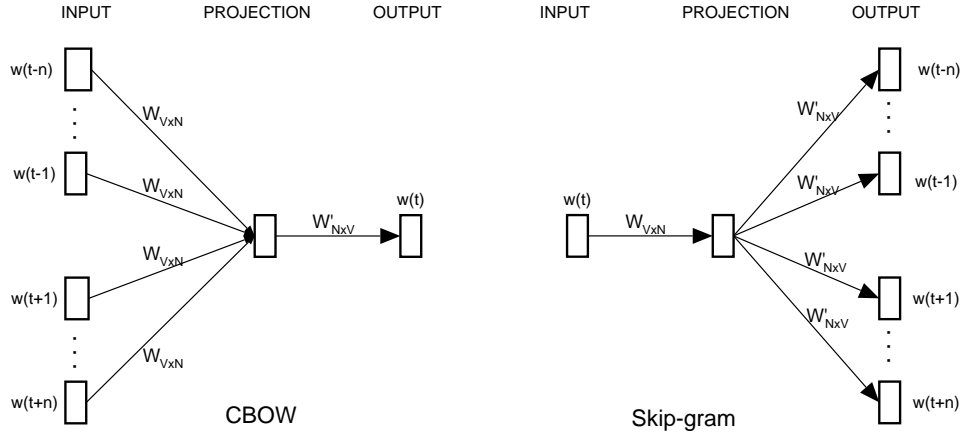 INPUT PROJECTION OUTPUT
w(t-n)
W_VxN
w(t-1)
W_VxN
w(t)
W'_NxV
W_VxN
w(t+1)
W_VxN
w(t+n)
CBOW
INPUT PROJECTION OUTPUT
w(t-n)
W'_NxV
w(t-1)
W'_NxV
w(t)
W_VxN
W'_NxV
w(t+1)
W'_NxV
w(t+n)
Skip-gram